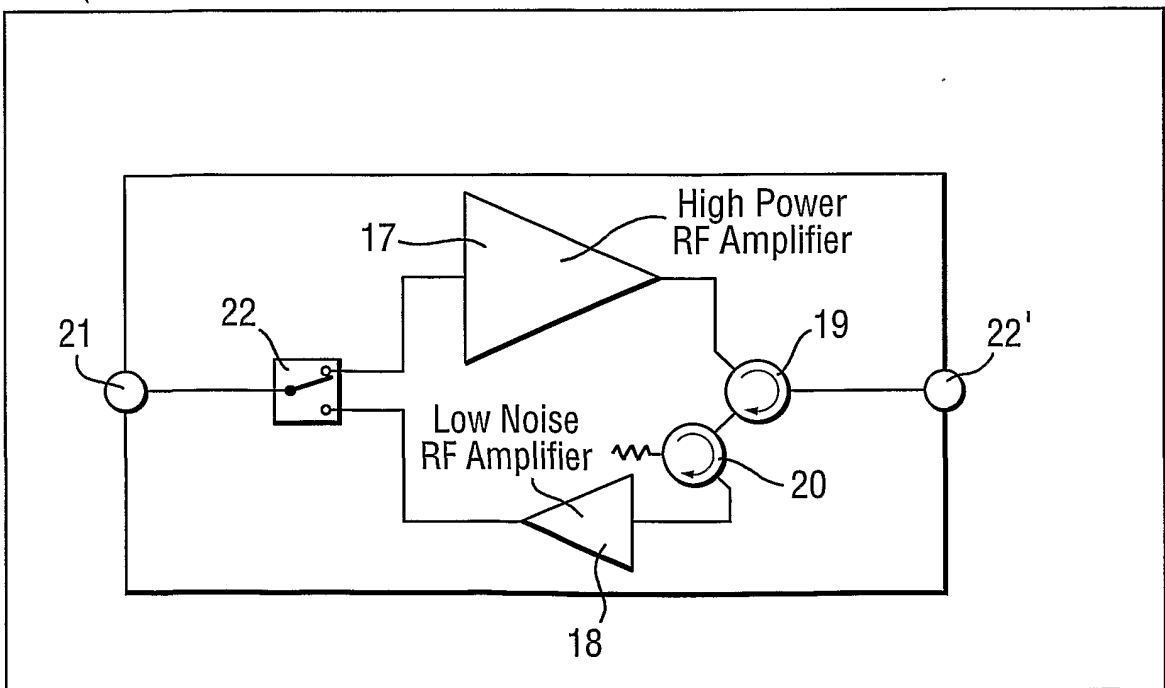 High Power
RF Amplifier
17
19
22
22'
21
Low Noise
RF Amplifier
20
18